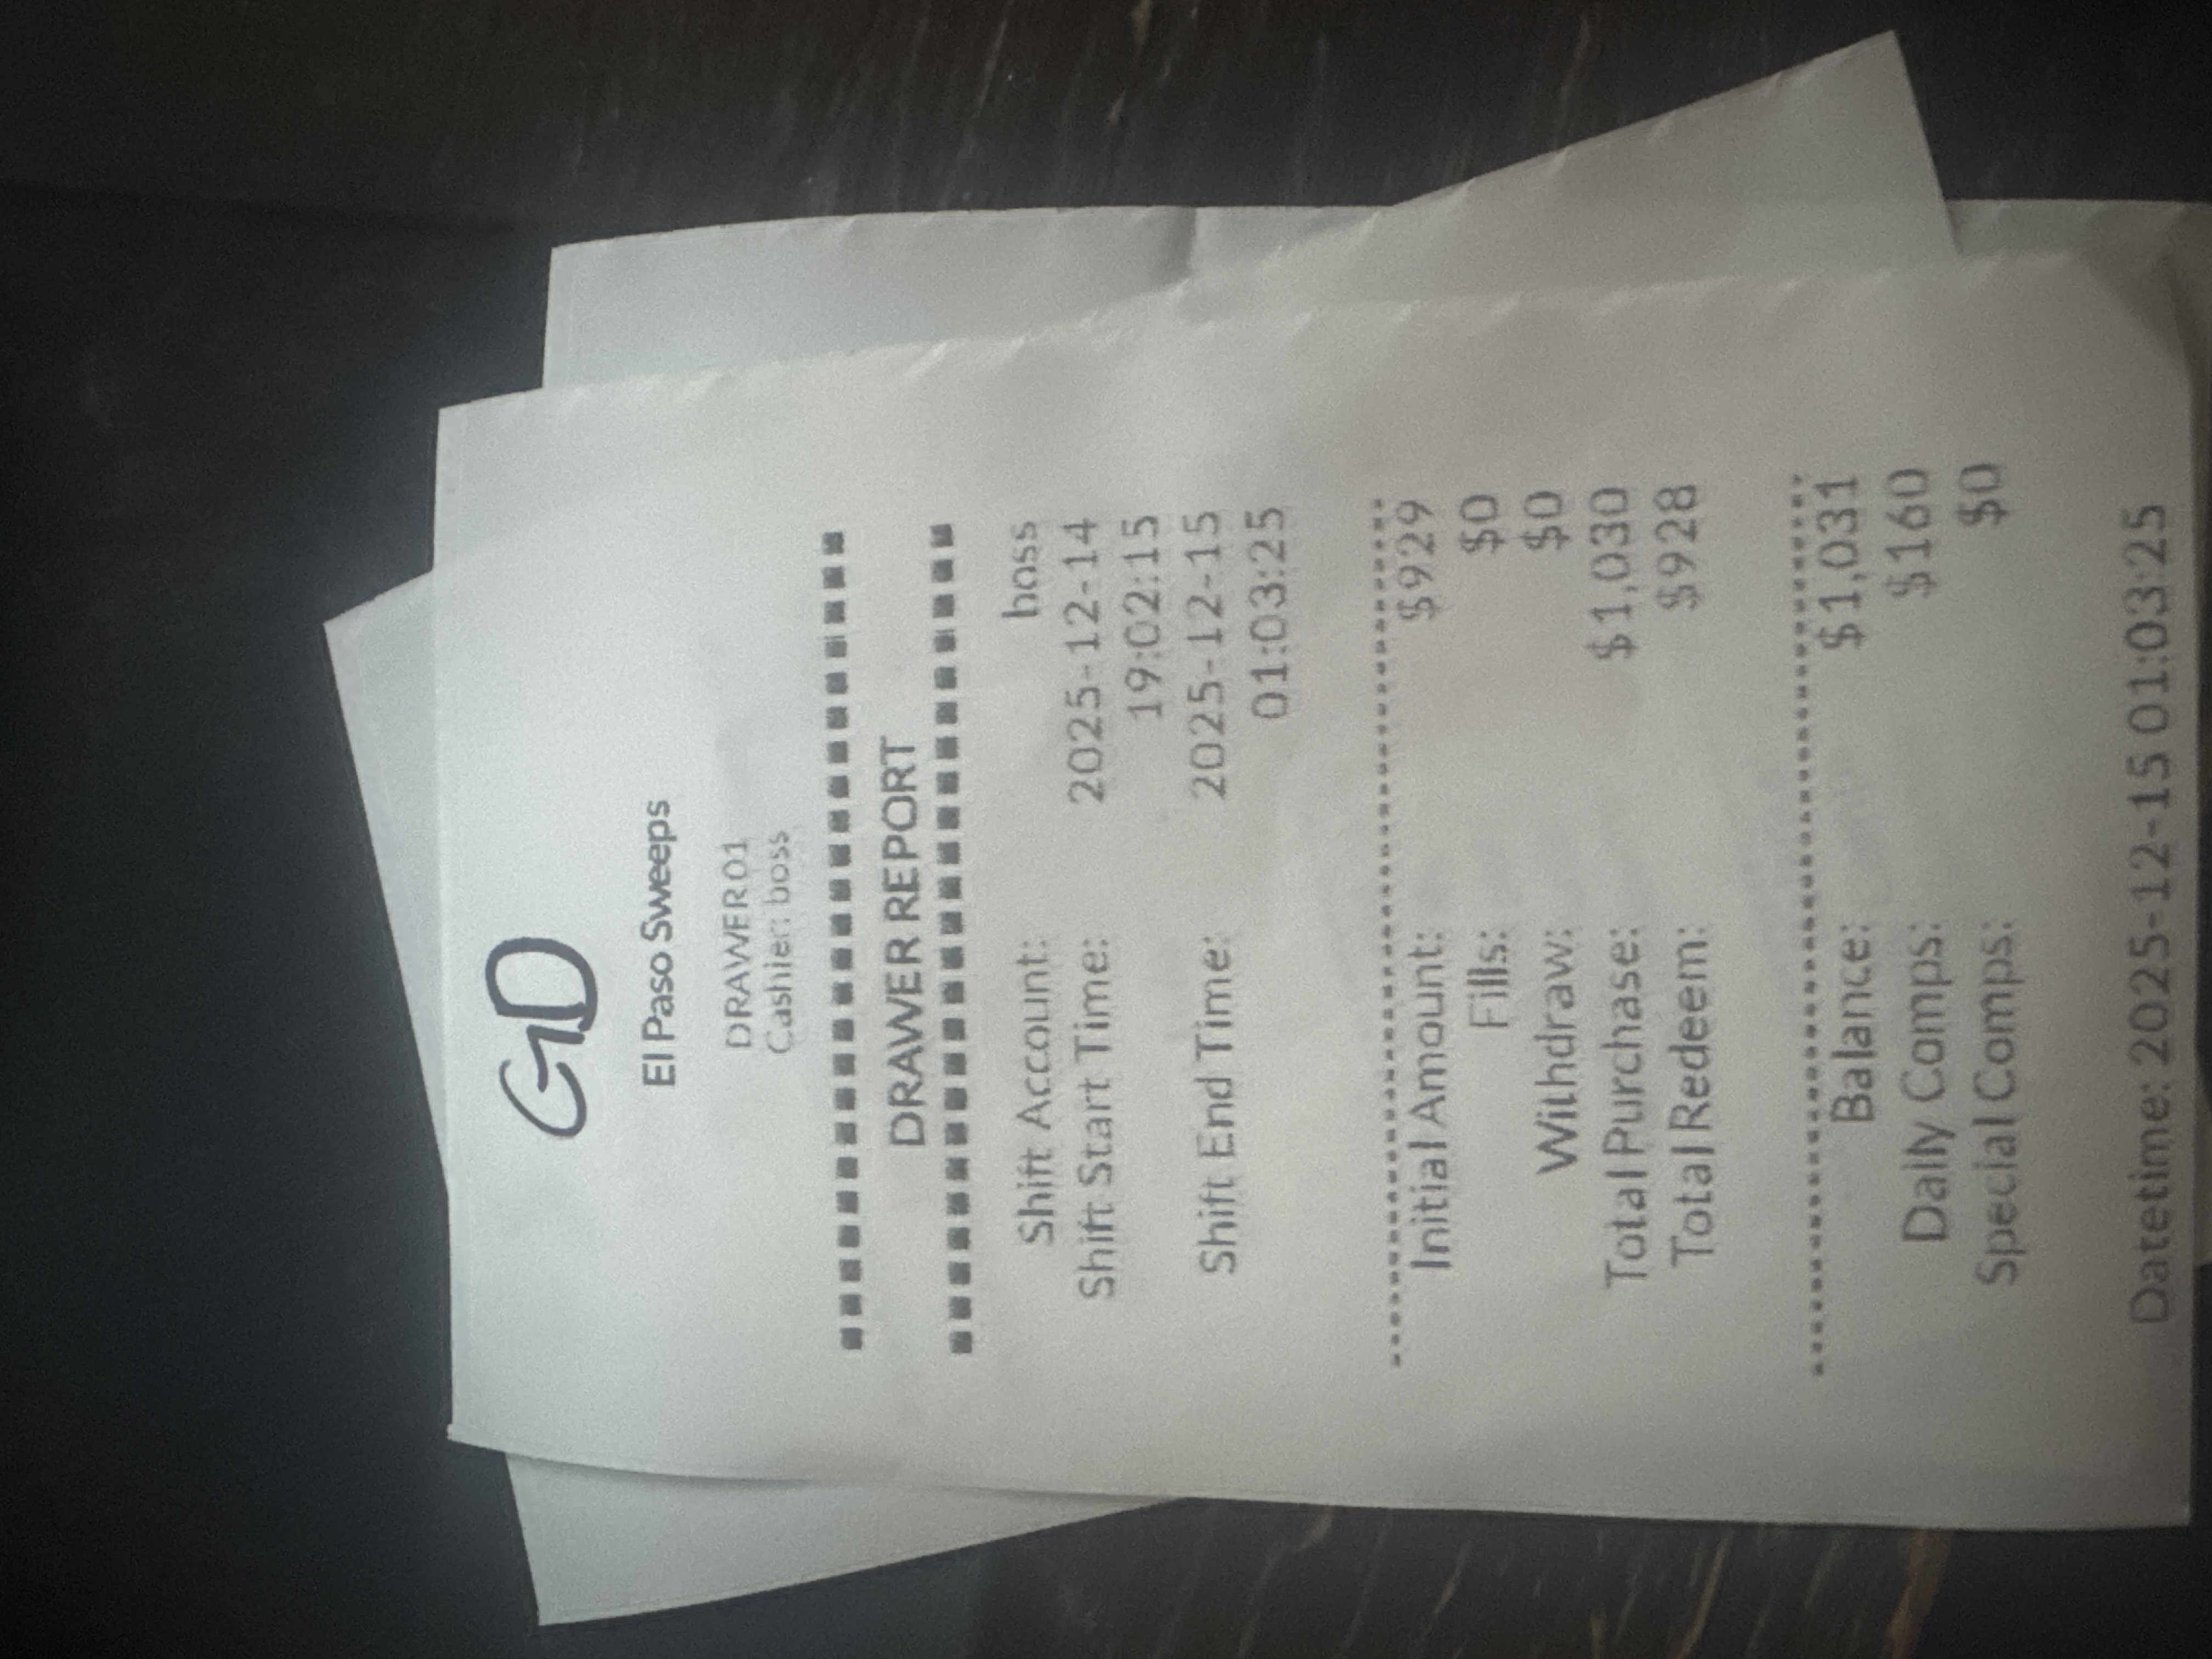 GD
El Paso Sweeps
DRAWER01
Cashier: boss
DRAWER REPORT
Shift Account: boss
Shift Start Time: 2025-12-14
19:02:15
Shift End Time: 2025-12-15
01:03:25
Initial Amount: $929
Fills: $0
Withdraw: $0
Total Purchase: $1,030
Total Redeem: $928
Balance: $1,031
Daily Comps: $160
Special Comps: $0
Datetime: 2025-12-15 01:03:25